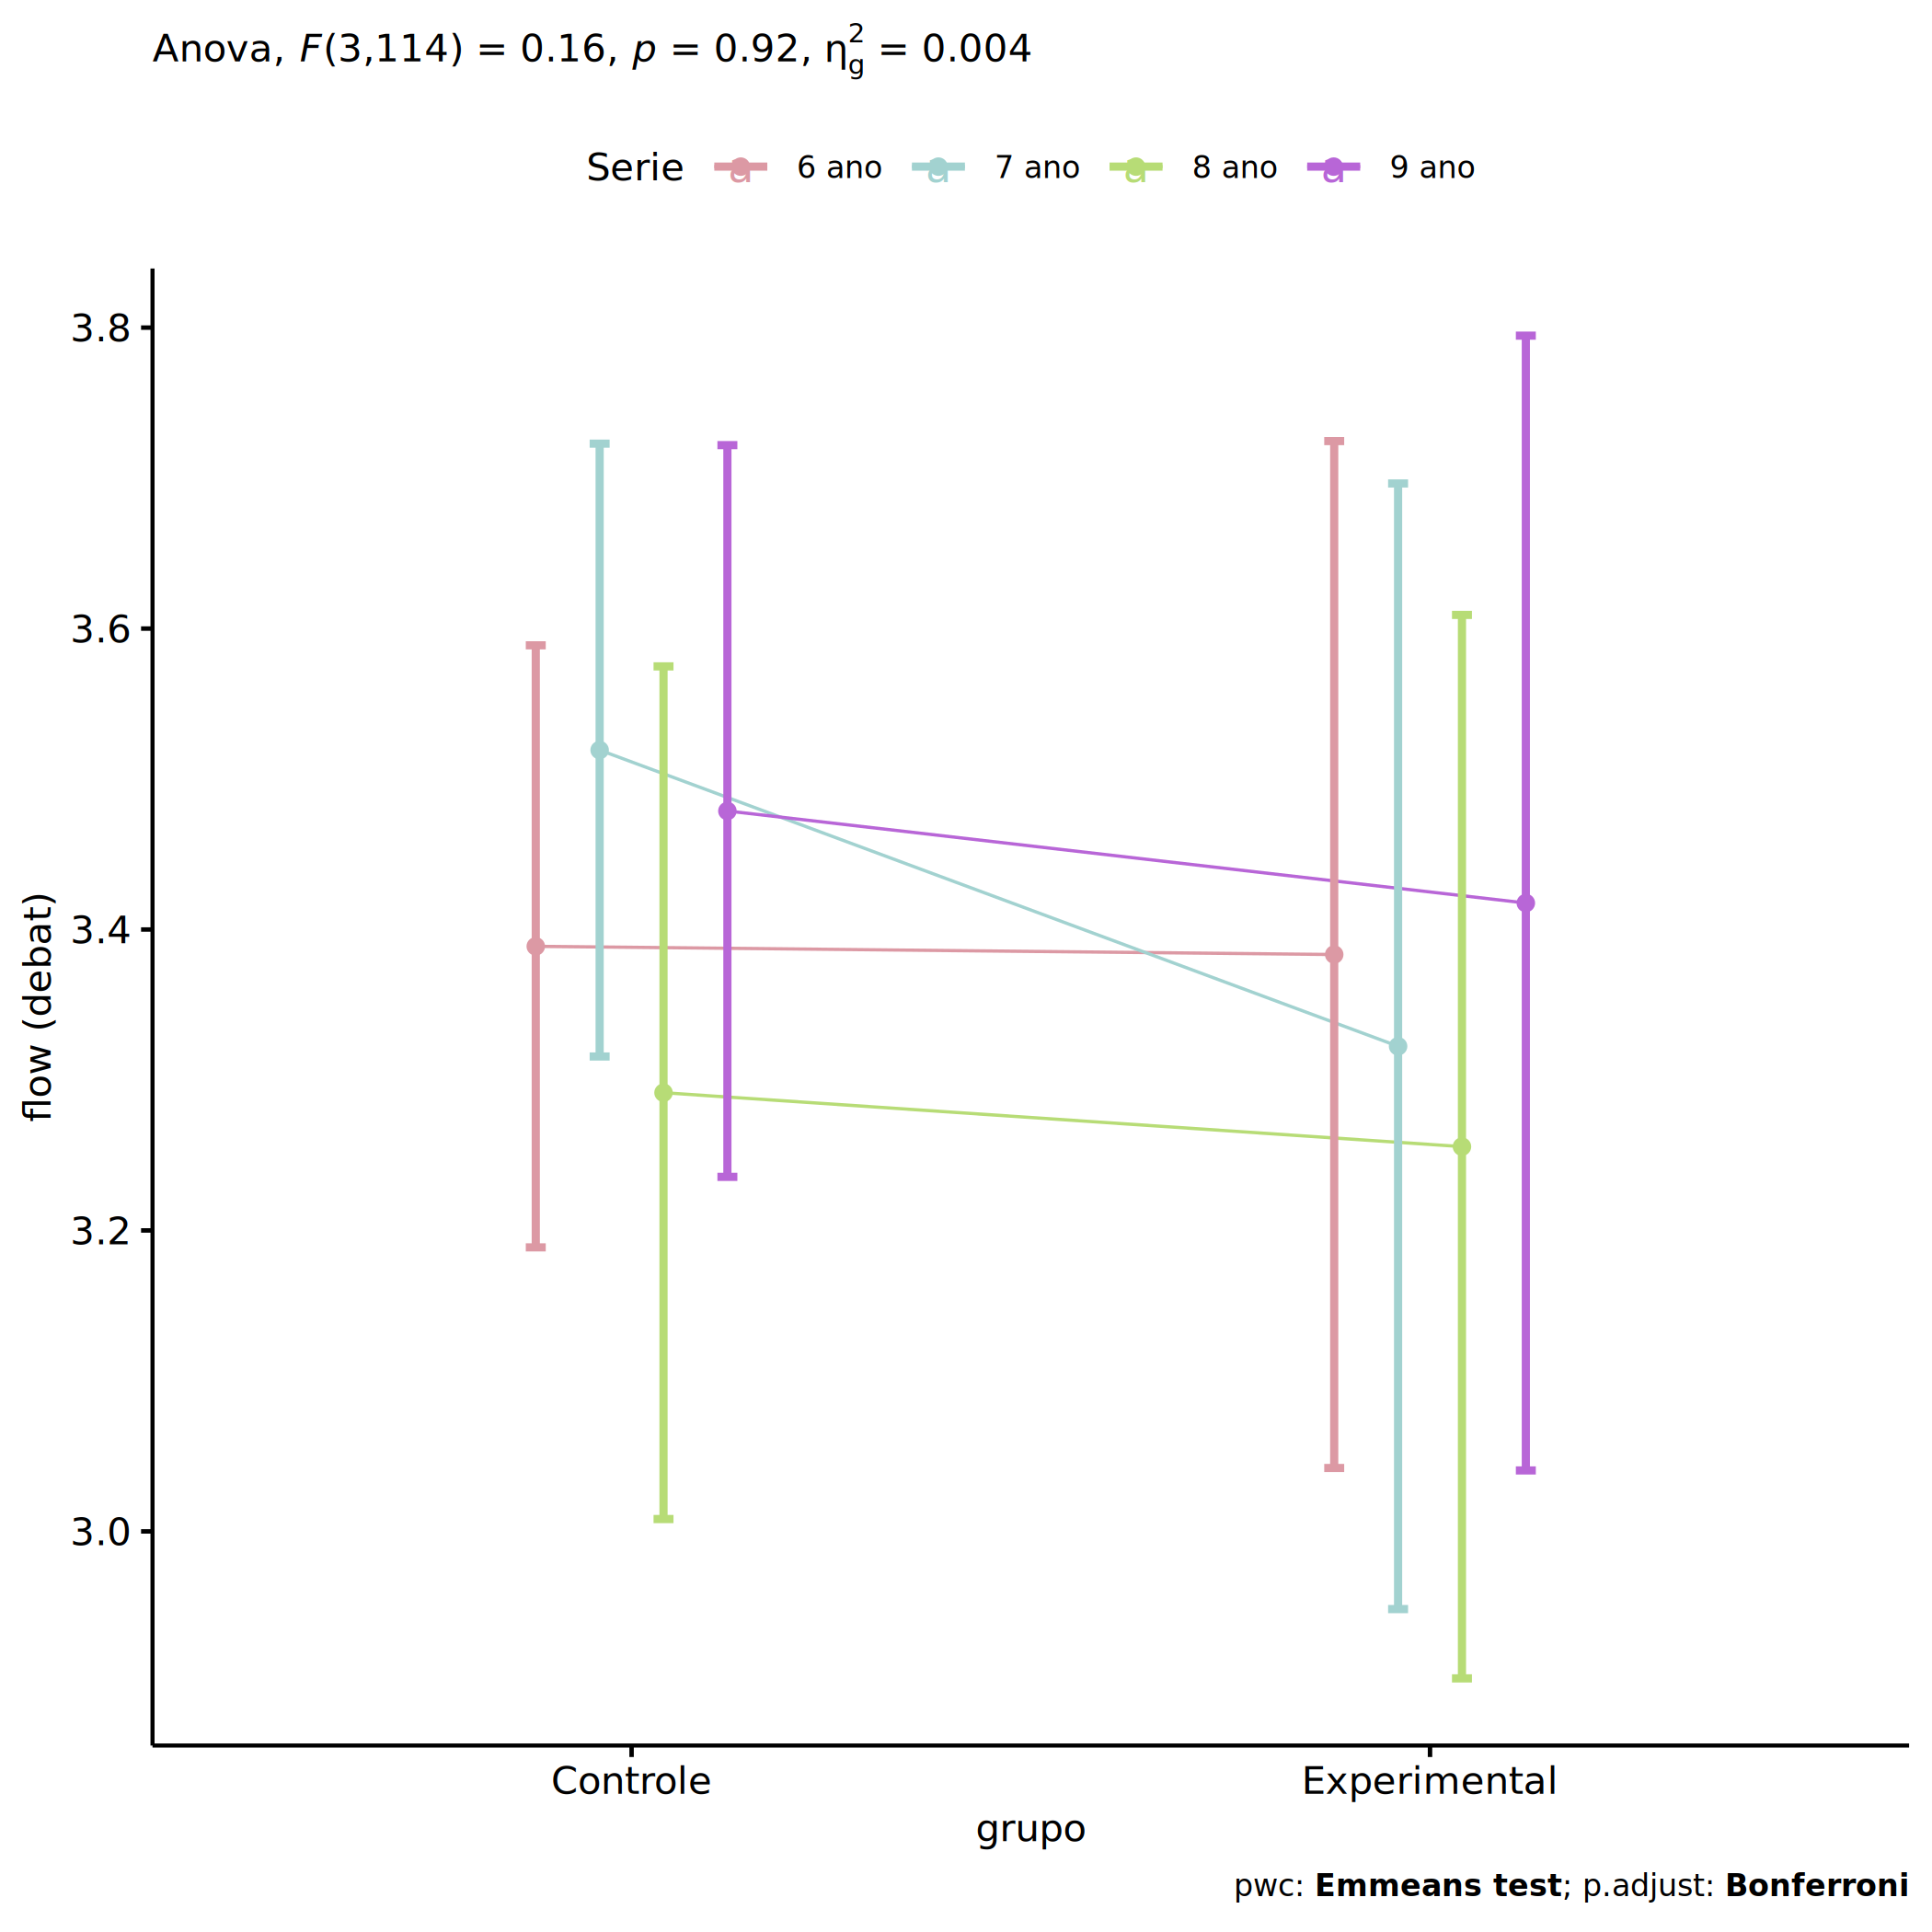 Anova, F(3,114) = 0.16, p = 0.92, η²g = 0.004
Serie a 6 ano a 7 ano a 8 ano a 9 ano
3.8
3.6
3.4
3.2
3.0
flow (debat)
Controle Experimental
grupo
pwc: Emmeans test; p.adjust: Bonferroni